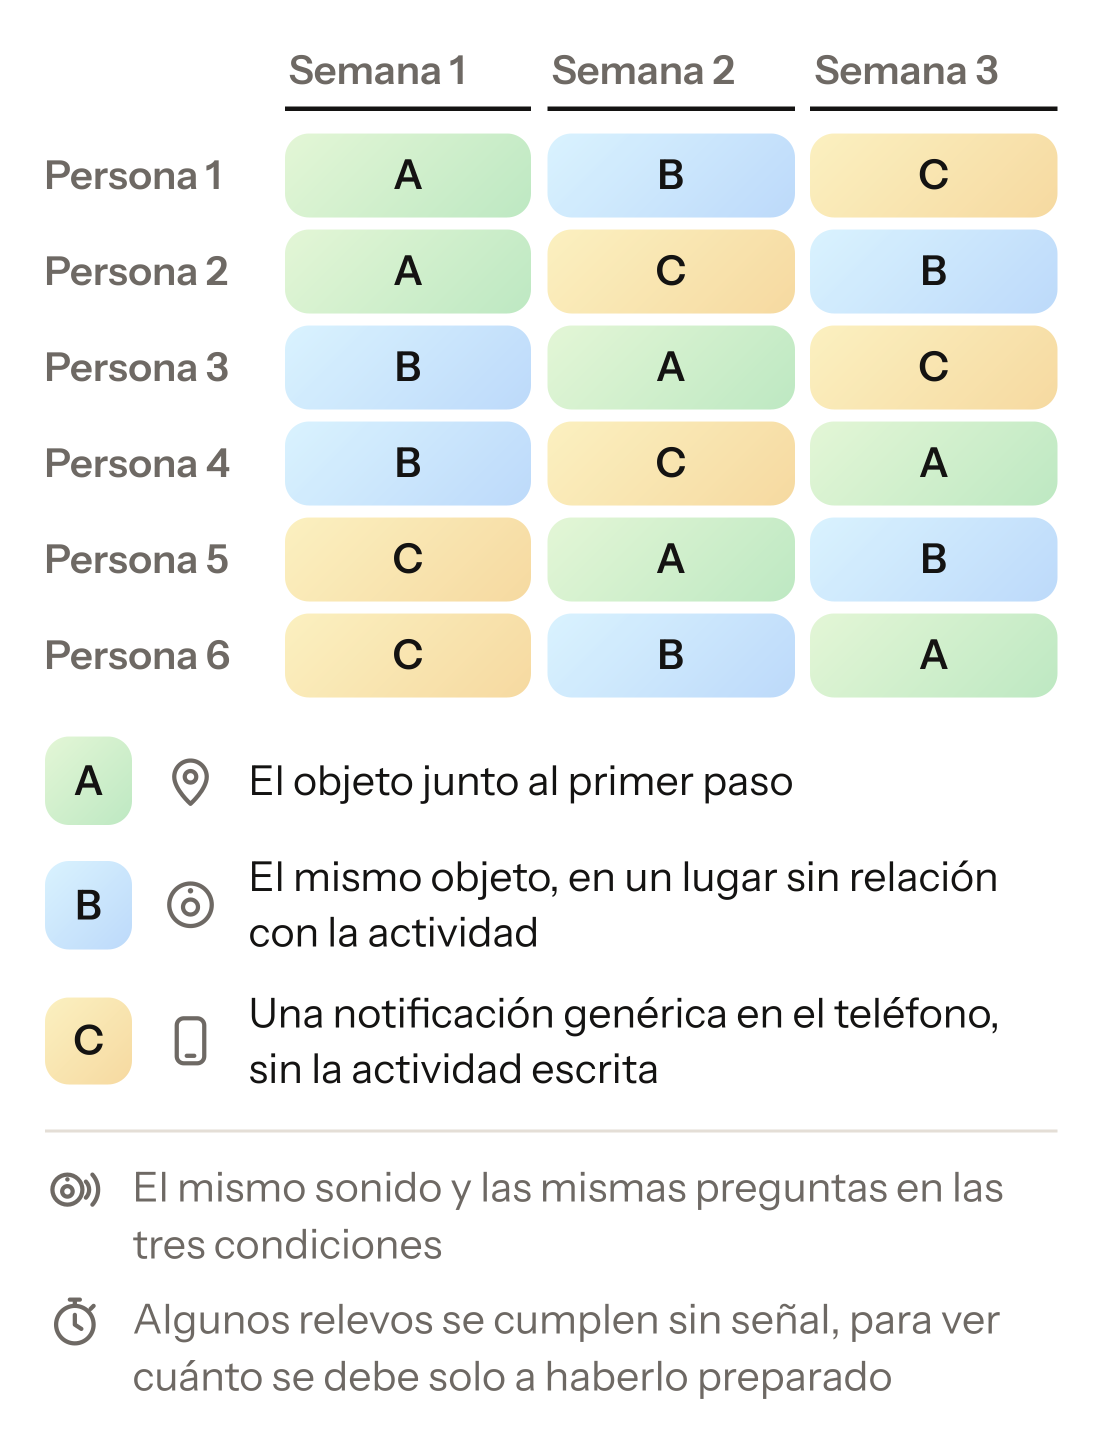 Semana 1 Semana 2 Semana 3
Persona 1 A B C
Persona 2 A C B
Persona 3 B A C
Persona 4 B C A
Persona 5 C A B
Persona 6 C B A
A El objeto junto al primer paso
B El mismo objeto, en un lugar sin relación
con la actividad
C Una notificación genérica en el teléfono,
sin la actividad escrita
El mismo sonido y las mismas preguntas en las
tres condiciones
Algunos relevos se cumplen sin señal, para ver
cuánto se debe solo a haberlo preparado